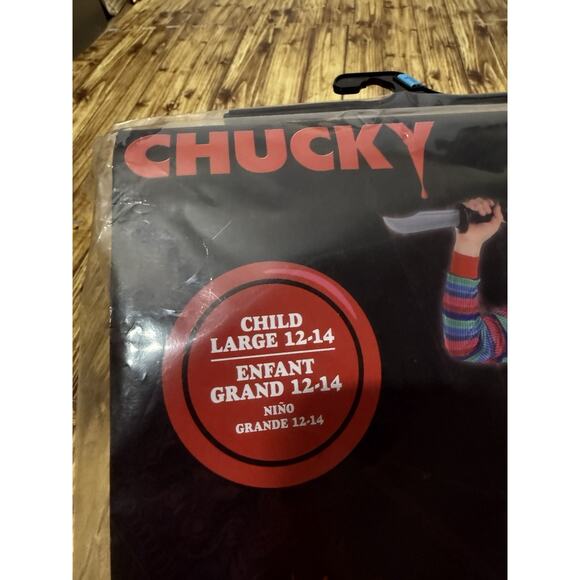 CHUCKY
CHILD
LARGE 12-14
ENFANT
GRAND 12-14
NIÑO
GRANDE 12-14